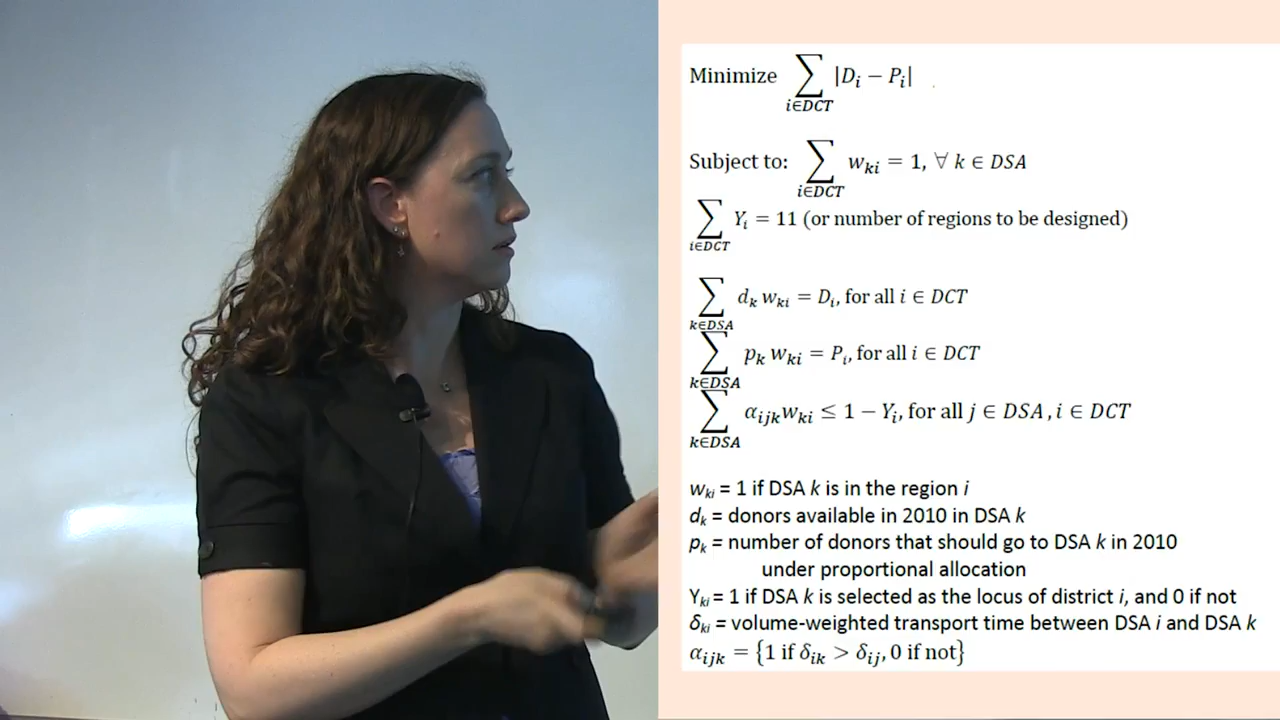 Minimize ∑_{i∈DCT} |D_i − P_i|
Subject to: ∑_{i∈DCT} w_{ki} = 1, ∀ k ∈ DSA
∑_{i∈DCT} Y_i = 11 (or number of regions to be designed)
∑_{k∈DSA} d_k w_{ki} = D_i, for all i ∈ DCT
∑_{k∈DSA} p_k w_{ki} = P_i, for all i ∈ DCT
∑_{k∈DSA} α_{ijk} w_{ki} ≤ 1 − Y_i, for all j ∈ DSA, i ∈ DCT
w_{ki} = 1 if DSA k is in the region i
d_k = donors available in 2010 in DSA k
p_k = number of donors that should go to DSA k in 2010
under proportional allocation
Y_{ki} = 1 if DSA k is selected as the locus of district i, and 0 if not
δ_{ki} = volume-weighted transport time between DSA i and DSA k
α_{ijk} = {1 if δ_{ik} > δ_{ij}, 0 if not}